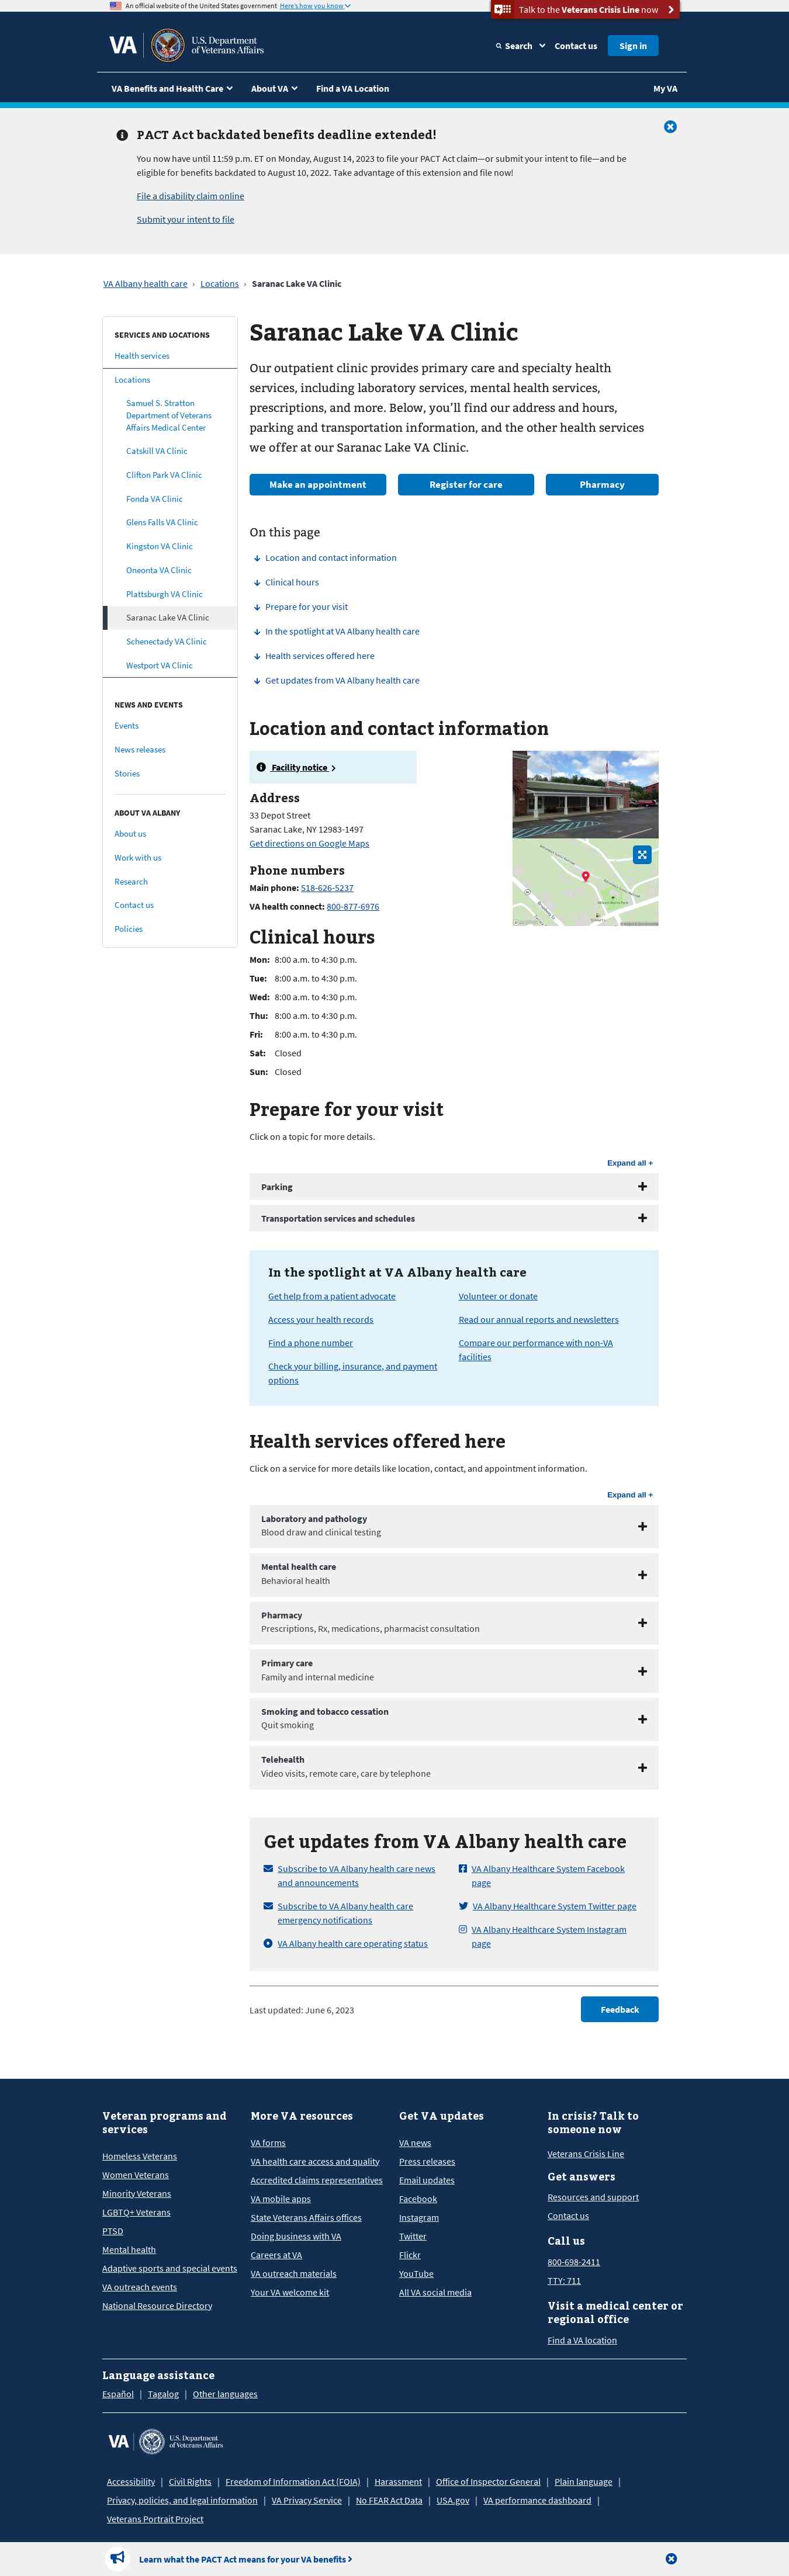 An official website of the United States government Here's how you know
Talk to the Veterans Crisis Line now
VA
U.S. Department
of Veterans Affairs
Search
Contact us
Sign in
VA Benefits and Health Care
About VA
Find a VA Location
My VA
PACT Act backdated benefits deadline extended!
You now have until 11:59 p.m. ET on Monday, August 14, 2023 to file your PACT Act claim—or submit your intent to file—and be
eligible for benefits backdated to August 10, 2022. Take advantage of this extension and file now!
File a disability claim online
Submit your intent to file
VA Albany health care › Locations › Saranac Lake VA Clinic
SERVICES AND LOCATIONS
Health services
Locations
Samuel S. Stratton
Department of Veterans
Affairs Medical Center
Catskill VA Clinic
Clifton Park VA Clinic
Fonda VA Clinic
Glens Falls VA Clinic
Kingston VA Clinic
Oneonta VA Clinic
Plattsburgh VA Clinic
Saranac Lake VA Clinic
Schenectady VA Clinic
Westport VA Clinic
NEWS AND EVENTS
Events
News releases
Stories
ABOUT VA ALBANY
About us
Work with us
Research
Contact us
Policies
Saranac Lake VA Clinic
Our outpatient clinic provides primary care and specialty health
services, including laboratory services, mental health services,
prescriptions, and more. Below, you'll find our address and hours,
parking and transportation information, and the other health services
we offer at our Saranac Lake VA Clinic.
Make an appointment
Register for care
Pharmacy
On this page
Location and contact information
Clinical hours
Prepare for your visit
In the spotlight at VA Albany health care
Health services offered here
Get updates from VA Albany health care
Location and contact information
Facility notice
Address
33 Depot Street
Saranac Lake, NY 12983-1497
Get directions on Google Maps
Phone numbers
Main phone: 518-626-5237
VA health connect: 800-877-6976
Clinical hours
Mon: 8:00 a.m. to 4:30 p.m.
Tue: 8:00 a.m. to 4:30 p.m.
Wed: 8:00 a.m. to 4:30 p.m.
Thu: 8:00 a.m. to 4:30 p.m.
Fri: 8:00 a.m. to 4:30 p.m.
Sat: Closed
Sun: Closed
Prepare for your visit
Click on a topic for more details.
Expand all +
Parking
Transportation services and schedules
In the spotlight at VA Albany health care
Get help from a patient advocate
Access your health records
Find a phone number
Check your billing, insurance, and payment
options
Volunteer or donate
Read our annual reports and newsletters
Compare our performance with non-VA
facilities
Health services offered here
Click on a service for more details like location, contact, and appointment information.
Expand all +
Laboratory and pathology
Blood draw and clinical testing
Mental health care
Behavioral health
Pharmacy
Prescriptions, Rx, medications, pharmacist consultation
Primary care
Family and internal medicine
Smoking and tobacco cessation
Quit smoking
Telehealth
Video visits, remote care, care by telephone
Get updates from VA Albany health care
Subscribe to VA Albany health care news
and announcements
Subscribe to VA Albany health care
emergency notifications
VA Albany health care operating status
VA Albany Healthcare System Facebook
page
VA Albany Healthcare System Twitter page
VA Albany Healthcare System Instagram
page
Last updated: June 6, 2023
Feedback
Veteran programs and
services
Homeless Veterans
Women Veterans
Minority Veterans
LGBTQ+ Veterans
PTSD
Mental health
Adaptive sports and special events
VA outreach events
National Resource Directory
More VA resources
VA forms
VA health care access and quality
Accredited claims representatives
VA mobile apps
State Veterans Affairs offices
Doing business with VA
Careers at VA
VA outreach materials
Your VA welcome kit
Get VA updates
VA news
Press releases
Email updates
Facebook
Instagram
Twitter
Flickr
YouTube
All VA social media
In crisis? Talk to
someone now
Veterans Crisis Line
Get answers
Resources and support
Contact us
Call us
800-698-2411
TTY: 711
Visit a medical center or
regional office
Find a VA location
Language assistance
Español | Tagalog | Other languages
VA
U.S. Department
of Veterans Affairs
Accessibility | Civil Rights | Freedom of Information Act (FOIA) | Harassment | Office of Inspector General | Plain language |
Privacy, policies, and legal information | VA Privacy Service | No FEAR Act Data | USA.gov | VA performance dashboard |
Veterans Portrait Project
Learn what the PACT Act means for your VA benefits